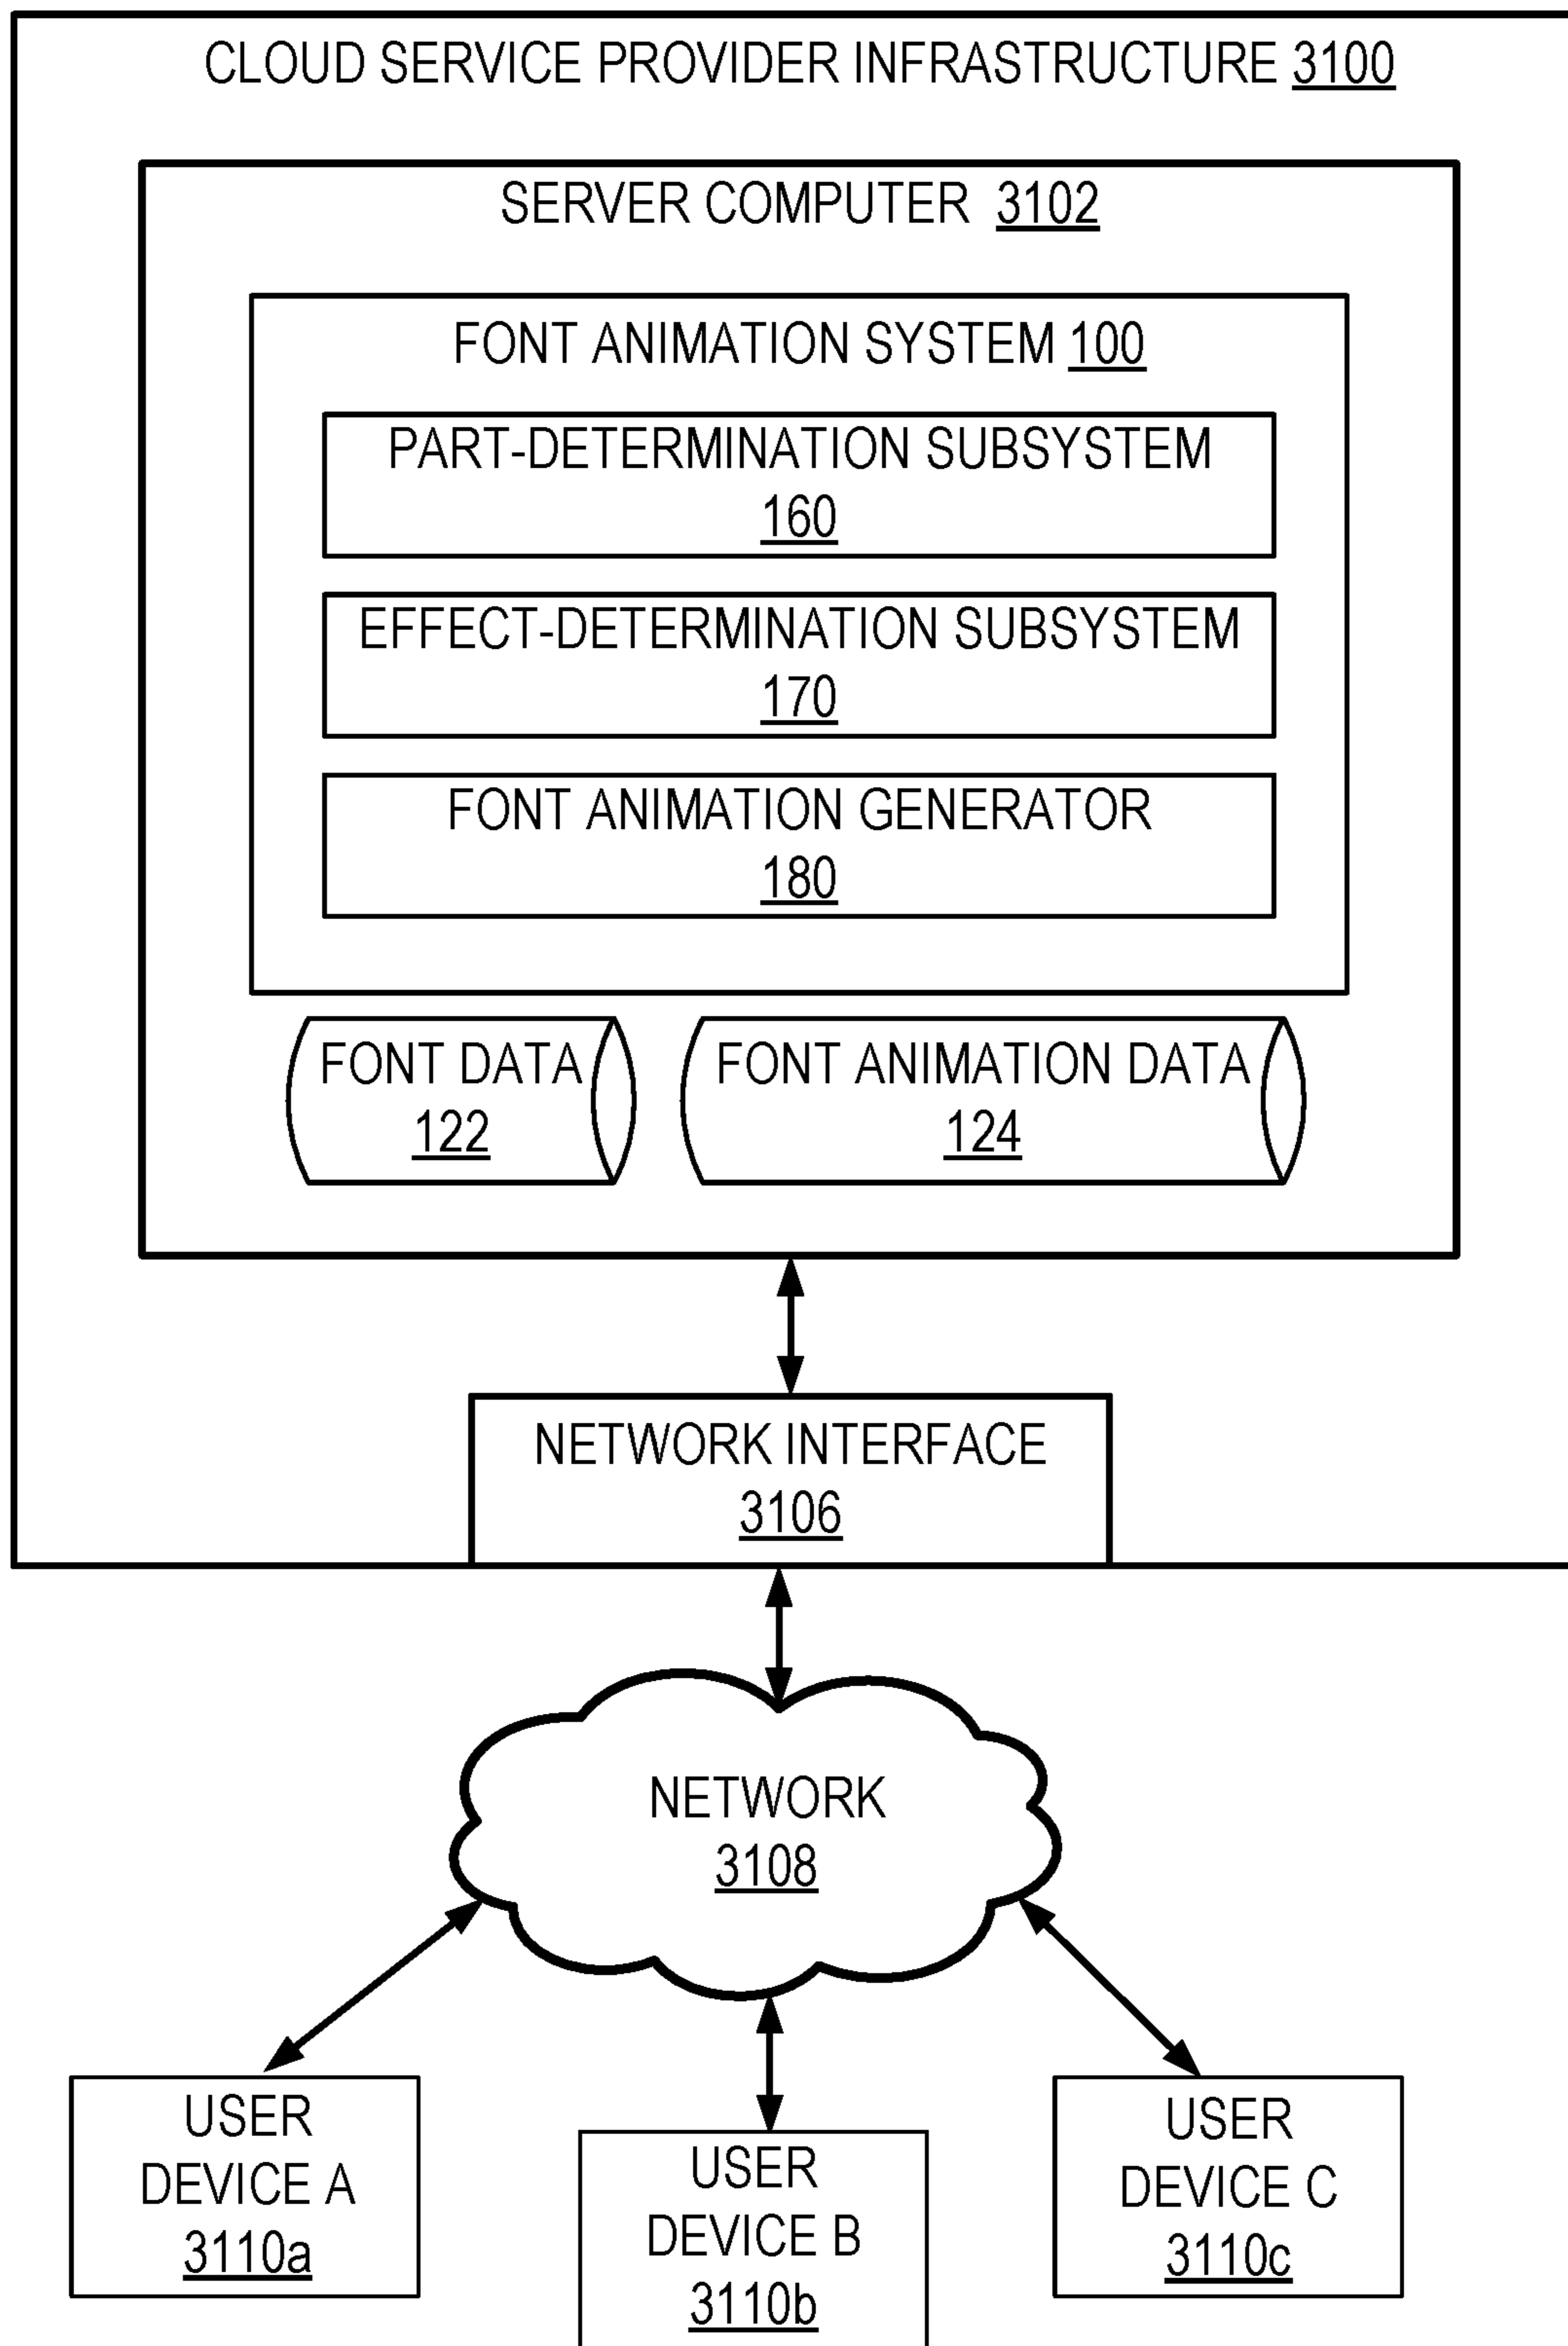 CLOUD SERVICE PROVIDER INFRASTRUCTURE 3100
SERVER COMPUTER 3102
FONT ANIMATION SYSTEM 100
PART-DETERMINATION SUBSYSTEM
160
EFFECT-DETERMINATION SUBSYSTEM
170
FONT ANIMATION GENERATOR
180
FONT DATA
122
FONT ANIMATION DATA
124
NETWORK INTERFACE
3106
NETWORK
3108
USER
DEVICE A
3110a
USER
DEVICE B
3110b
USER
DEVICE C
3110c